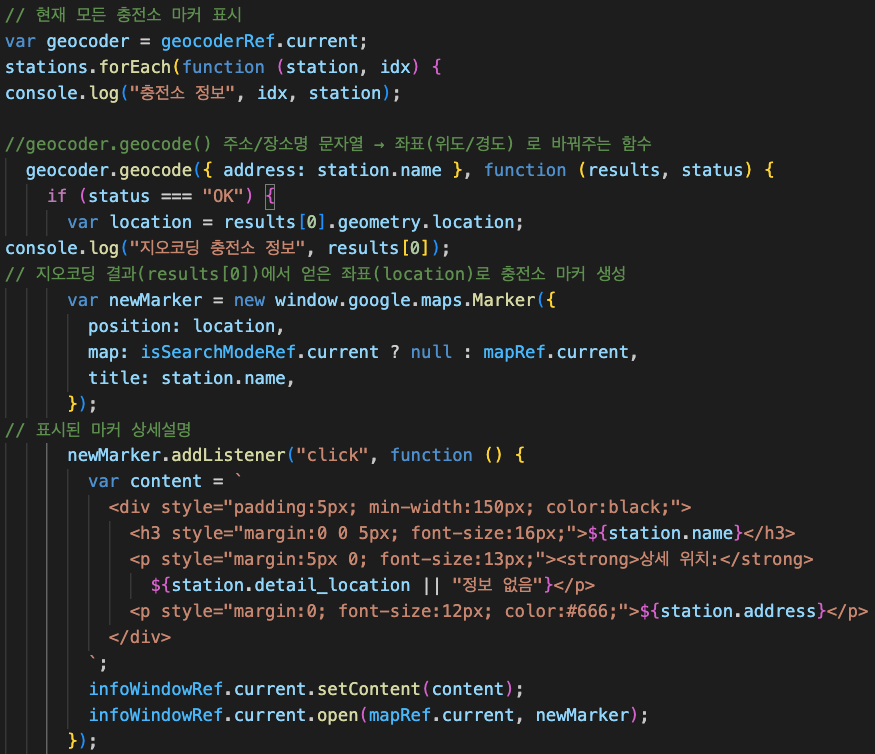 // 현재 모든 충전소 마커 표시
var geocoder = geocoderRef.current;
stations.forEach(function (station, idx) {
console.log("충전소 정보", idx, station);
//geocoder.geocode() 주소/장소명 문자열 → 좌표(위도/경도) 로 바꿔주는 함수
geocoder.geocode({ address: station.name }, function (results, status) {
if (status === "OK") {
var location = results[0].geometry.location;
console.log("지오코딩 충전소 정보", results[0]);
// 지오코딩 결과(results[0])에서 얻은 좌표(location)로 충전소 마커 생성
var newMarker = new window.google.maps.Marker({
position: location,
map: isSearchModeRef.current ? null : mapRef.current,
title: station.name,
});
// 표시된 마커 상세설명
newMarker.addListener("click", function () {
var content = `
<div style="padding:5px; min-width:150px; color:black;">
<h3 style="margin:0 0 5px; font-size:16px;">${station.name}</h3>
<p style="margin:5px 0; font-size:13px;"><strong>상세 위치:</strong>
${station.detail_location || "정보 없음"}</p>
<p style="margin:0; font-size:12px; color:#666;">${station.address}</p>
</div>
`;
infoWindowRef.current.setContent(content);
infoWindowRef.current.open(mapRef.current, newMarker);
});